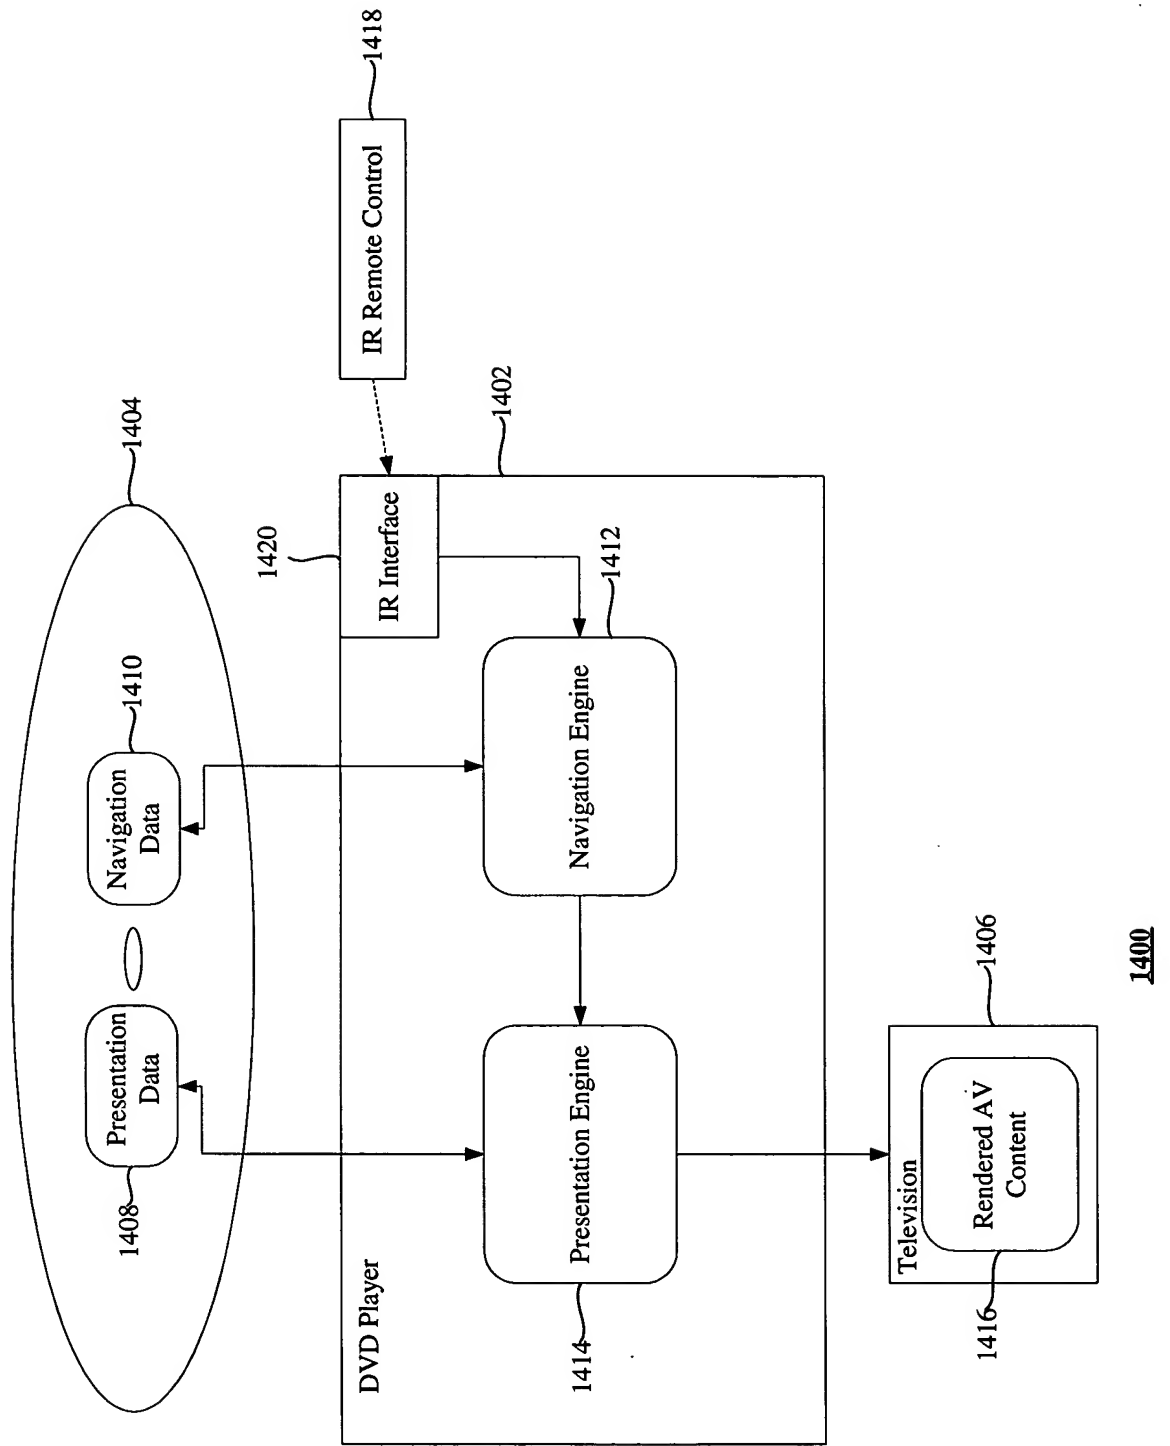 1404
Presentation
Data
1408
Navigation
Data
1410
DVD Player
1402
IR Interface
1420
IR Remote Control
1418
Presentation Engine
1414
Navigation Engine
1412
Television
1406
Rendered AV
Content
1416
1400